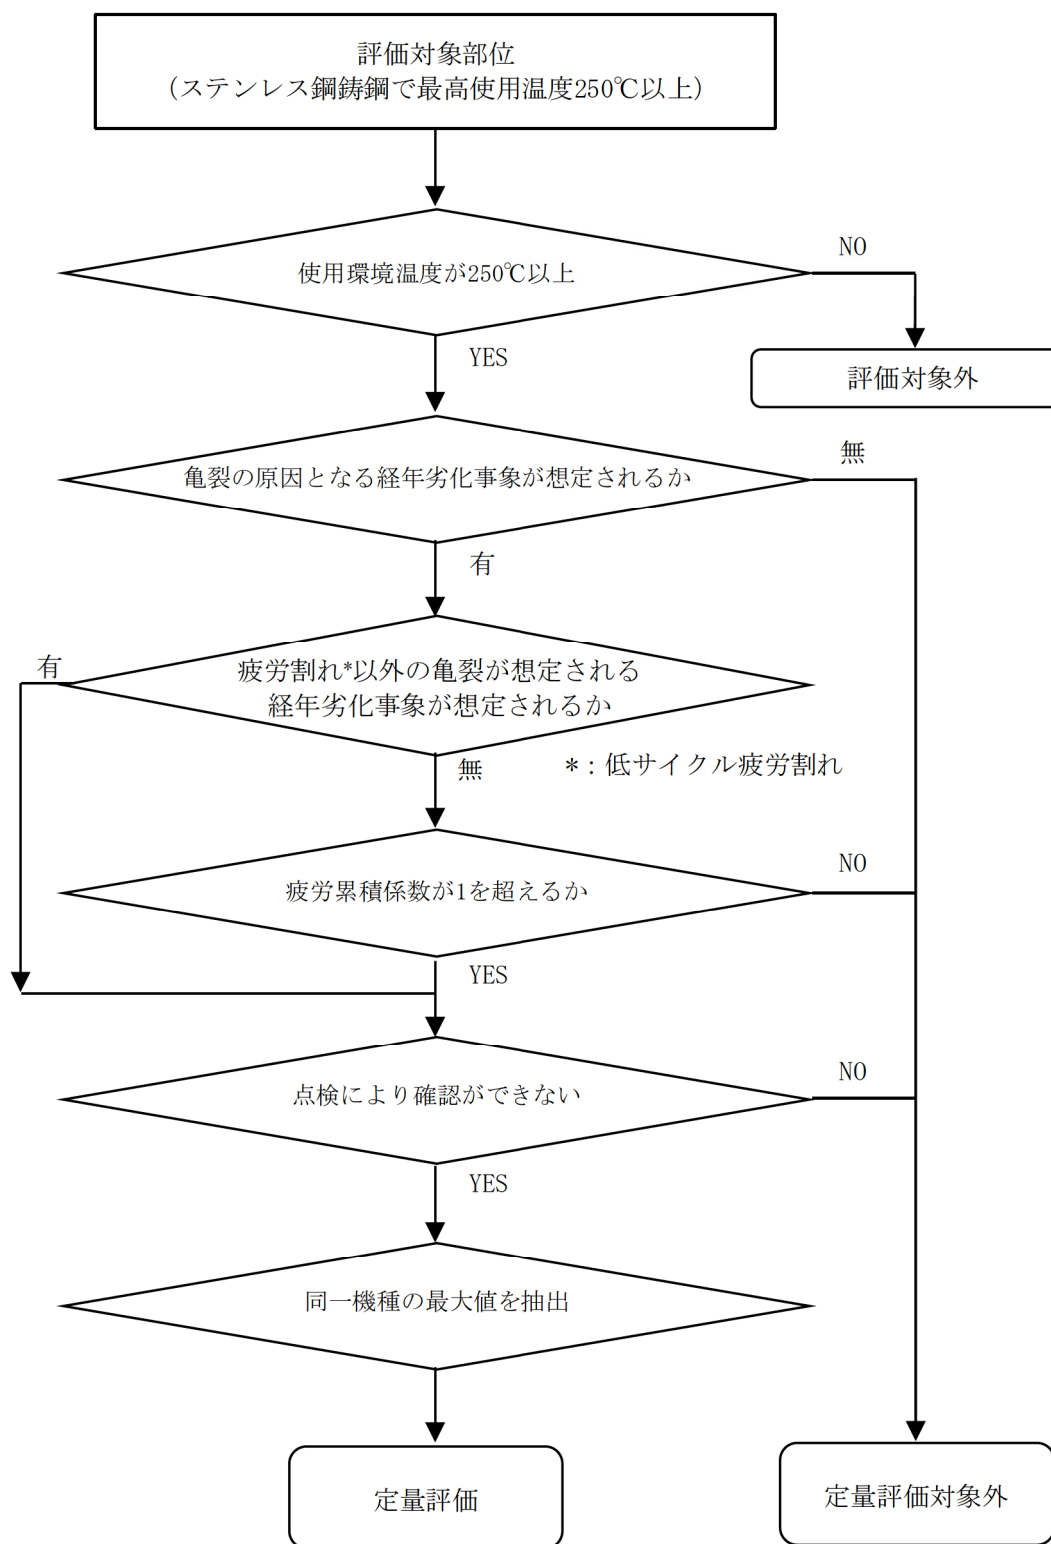 評価対象部位
(ステンレス鋼鋳鋼で最高使用温度250℃以上)
使用環境温度が250℃以上
NO
YES
評価対象外
亀裂の原因となる経年劣化事象が想定されるか
無
有
疲労割れ*以外の亀裂が想定される
経年劣化事象が想定されるか
有
無
*：低サイクル疲労割れ
疲労累積係数が1を超えるか
NO
YES
点検により確認ができない
NO
YES
同一機種の最大値を抽出
定量評価
定量評価対象外